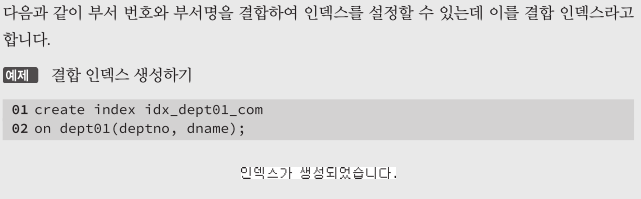 다음과 같이 부서 번호와 부서명을 결합하여 인덱스를 설정할 수 있는데 이를 결합 인덱스라고
합니다.
예제 결합 인덱스 생성하기
01 create index idx_dept01_com
02 on dept01(deptno, dname);
인덱스가 생성되었습니다.